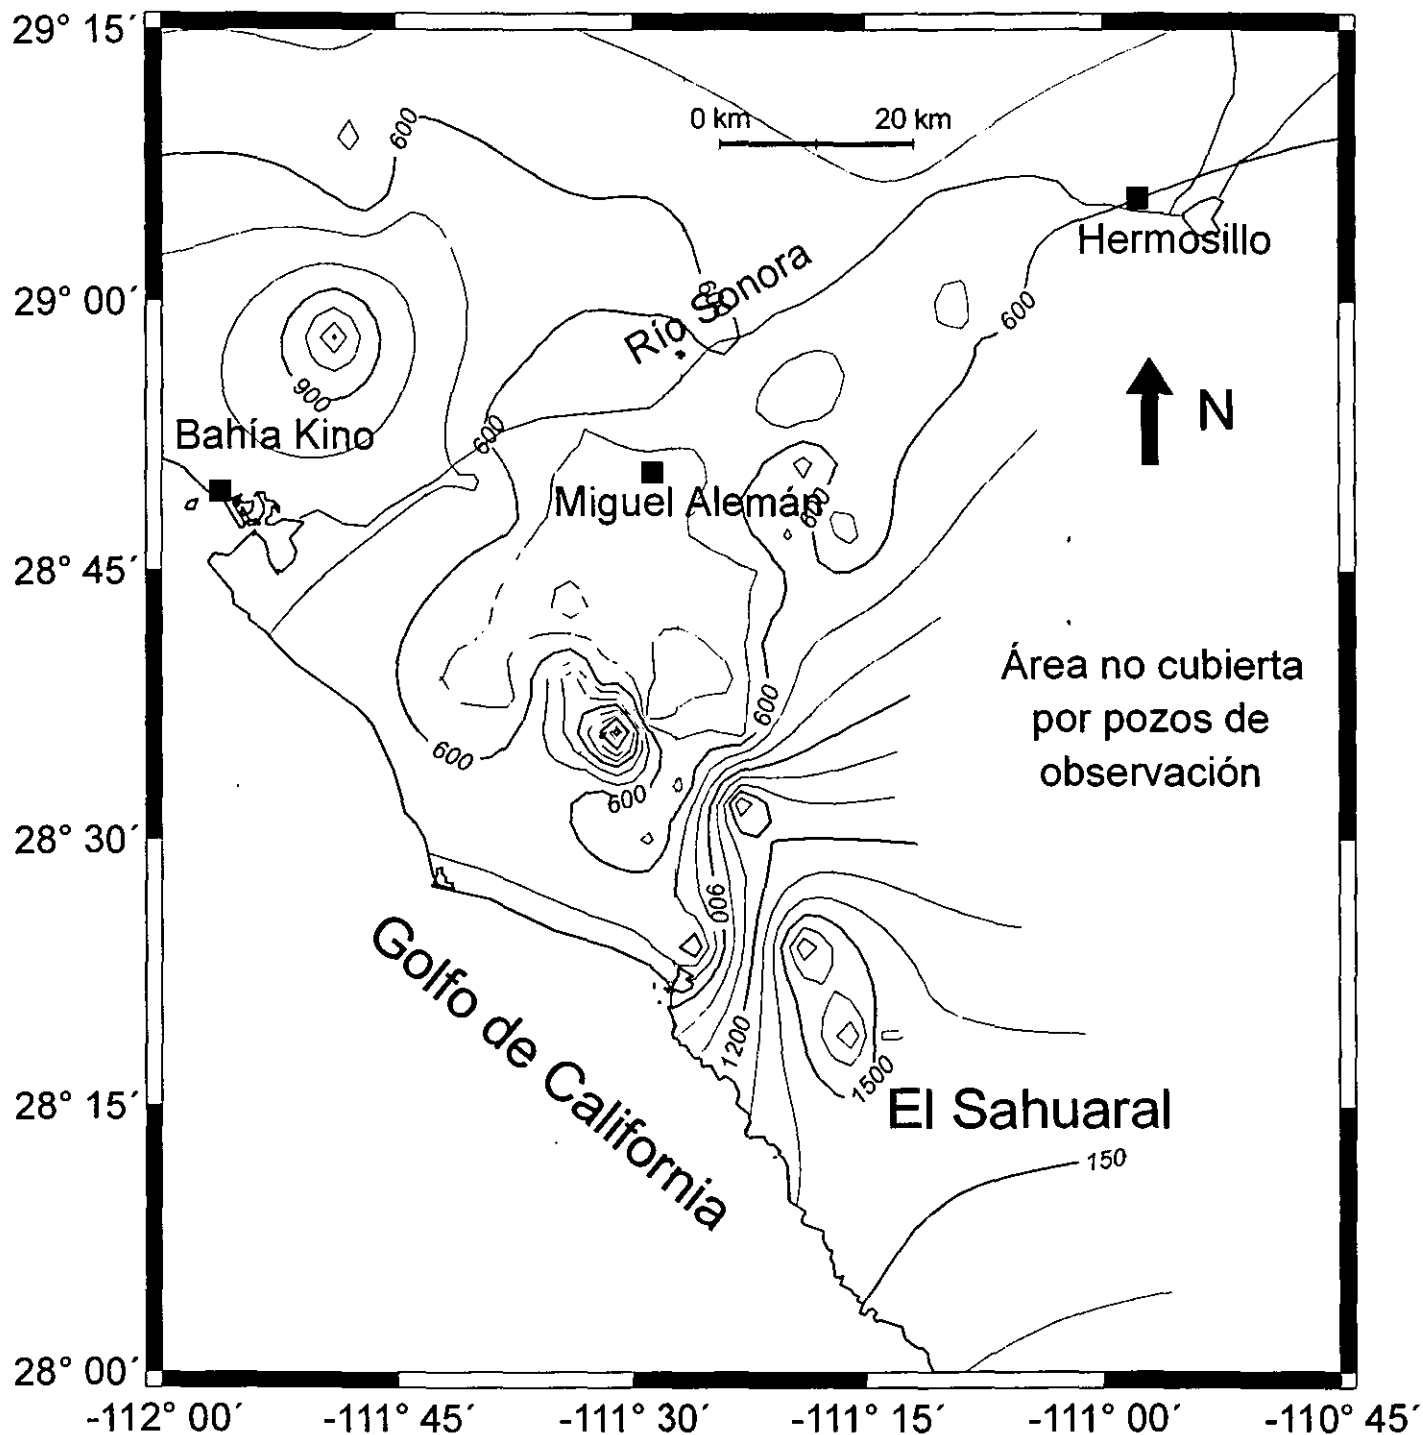 29° 15´
0 km 20 km
600
Hermosillo
Río Sonora
29° 00´
600
900
N
Bahía Kino
600
Miguel Alemán
600
28° 45´
Área no cubierta
por pozos de
observación
600
600
600
28° 30´
900
Golfo de California
1200
1500
28° 15´
El Sahuaral
150
28° 00´
-112° 00´ -111° 45´ -111° 30´ -111° 15´ -111° 00´ -110° 45´